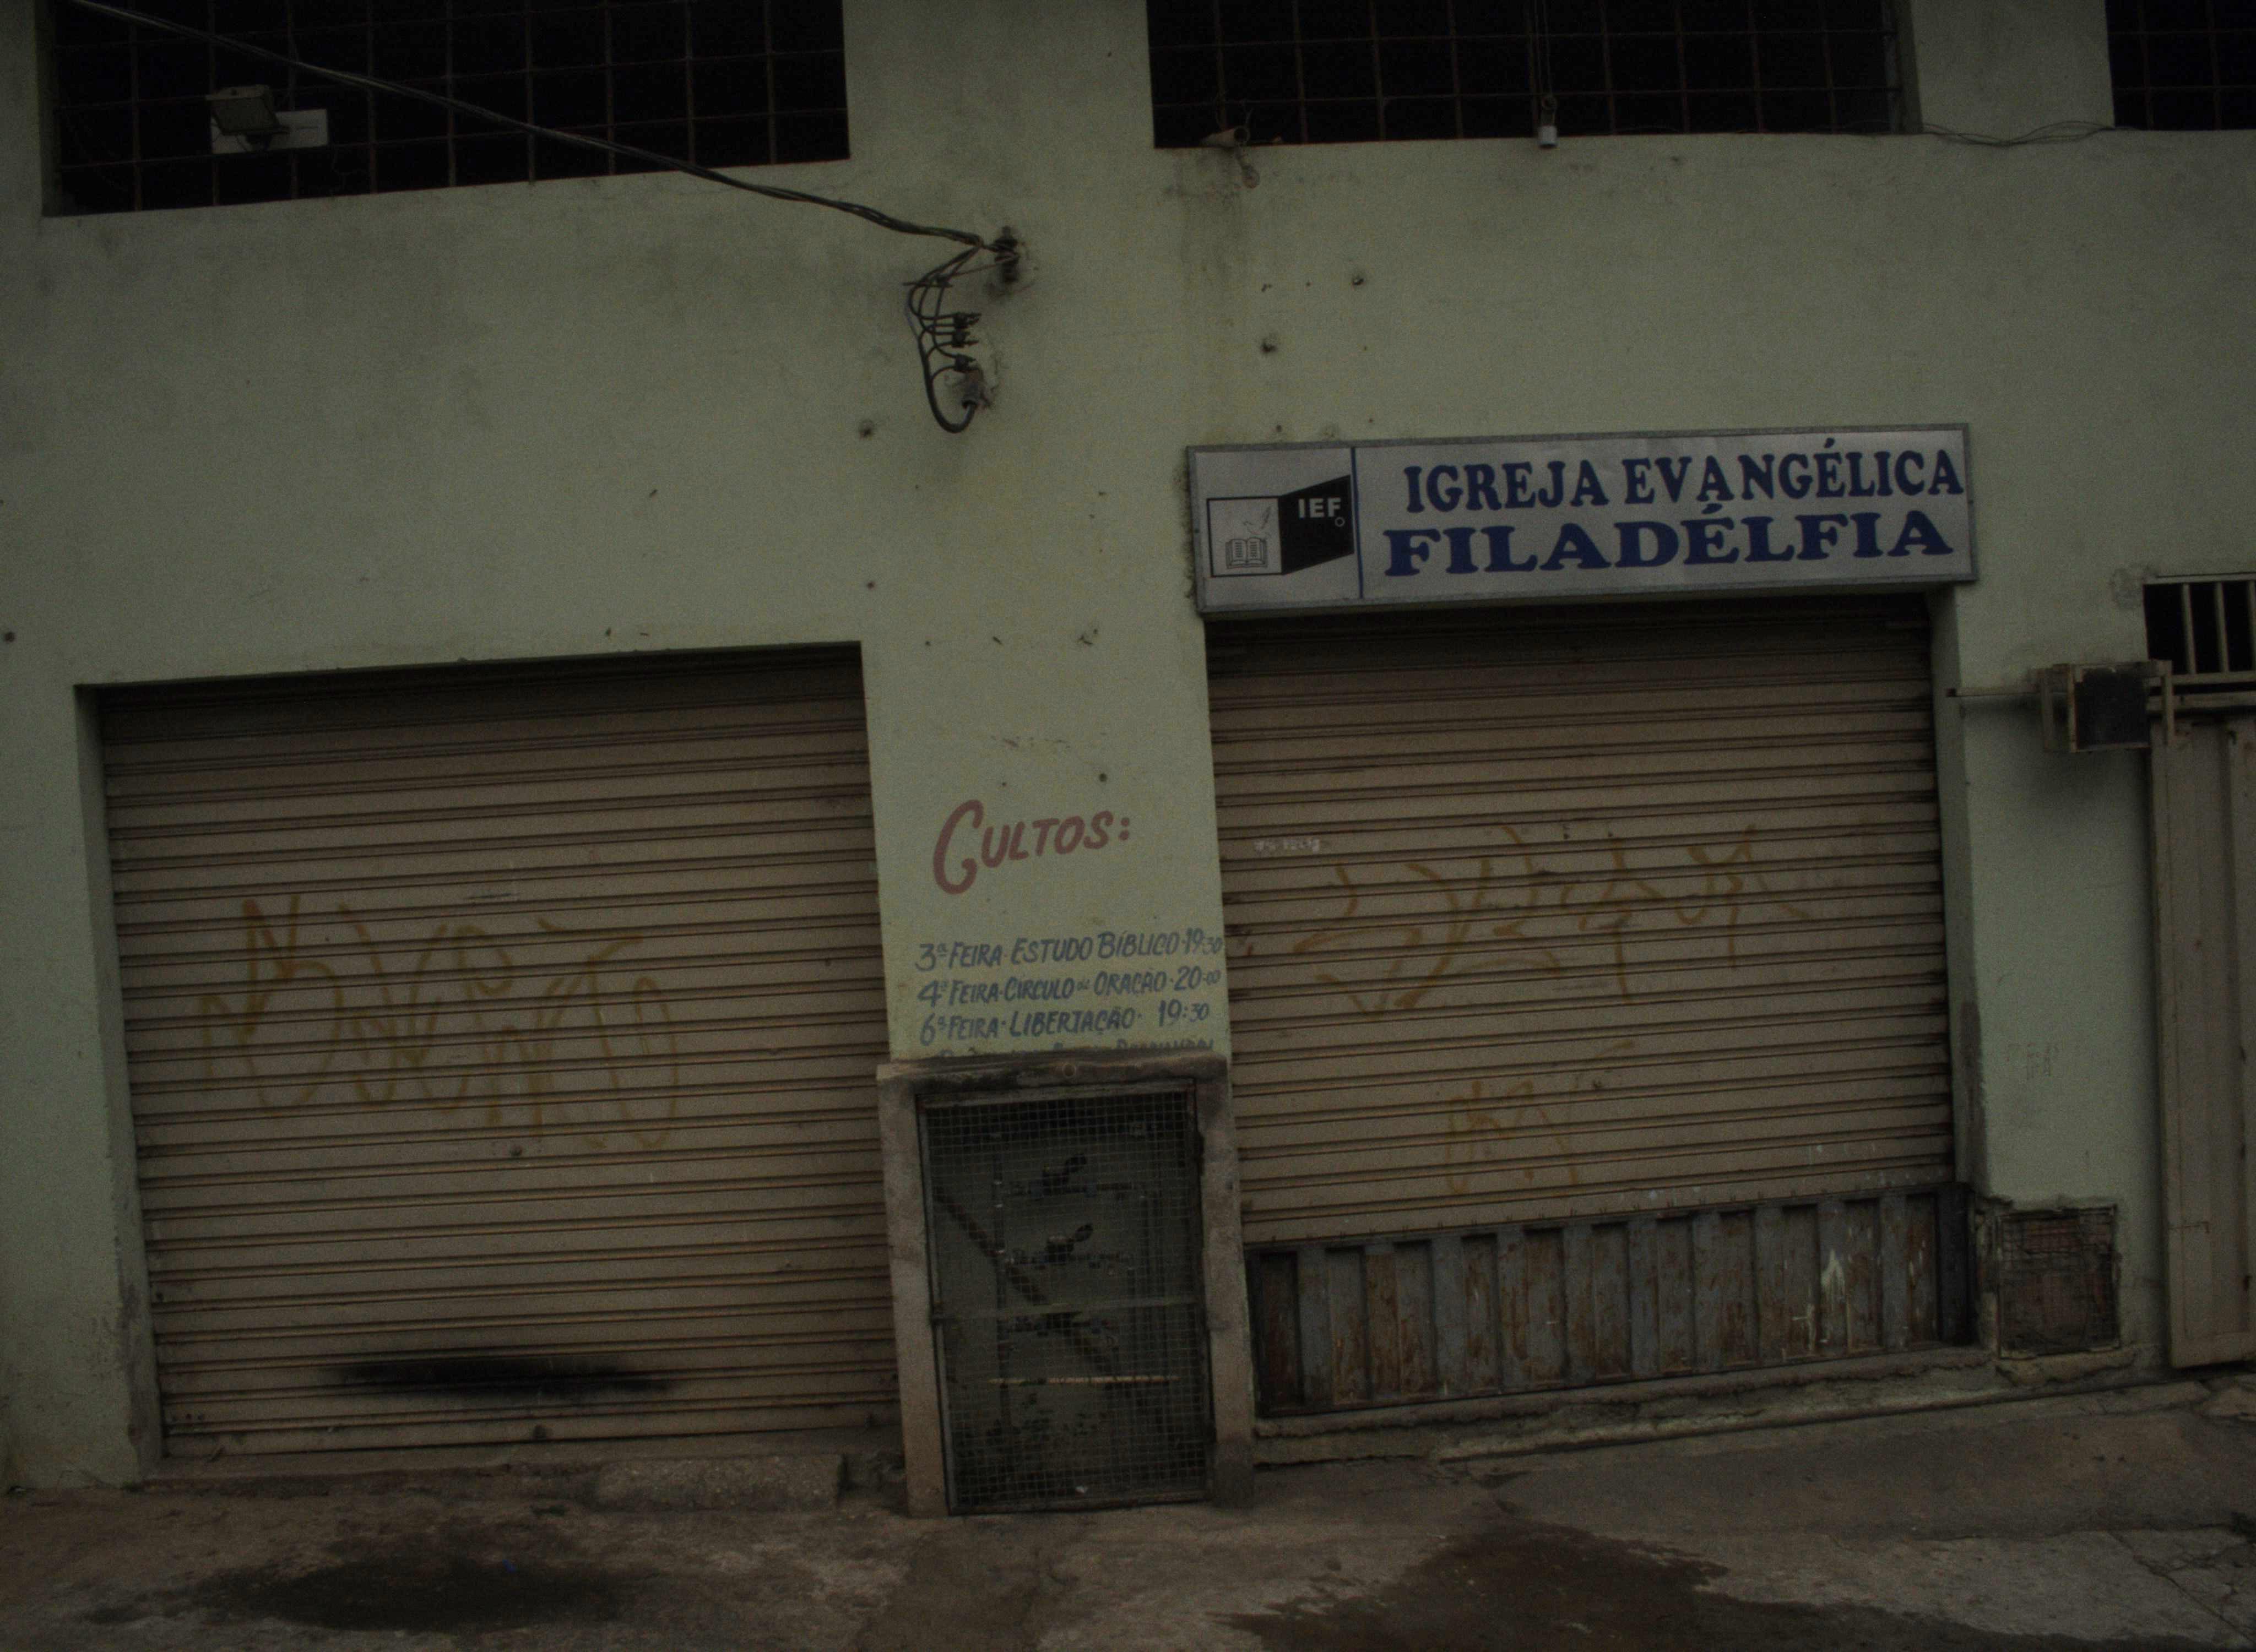 IEF
IGREJA EVANGÉLICA
FILADÉLFIA
CULTOS:
3ª FEIRA · ESTUDO BÍBLICO · 19:30
4ª FEIRA · CÍRCULO de ORAÇÃO · 20:00
6ª FEIRA · LIBERTAÇÃO · 19:30